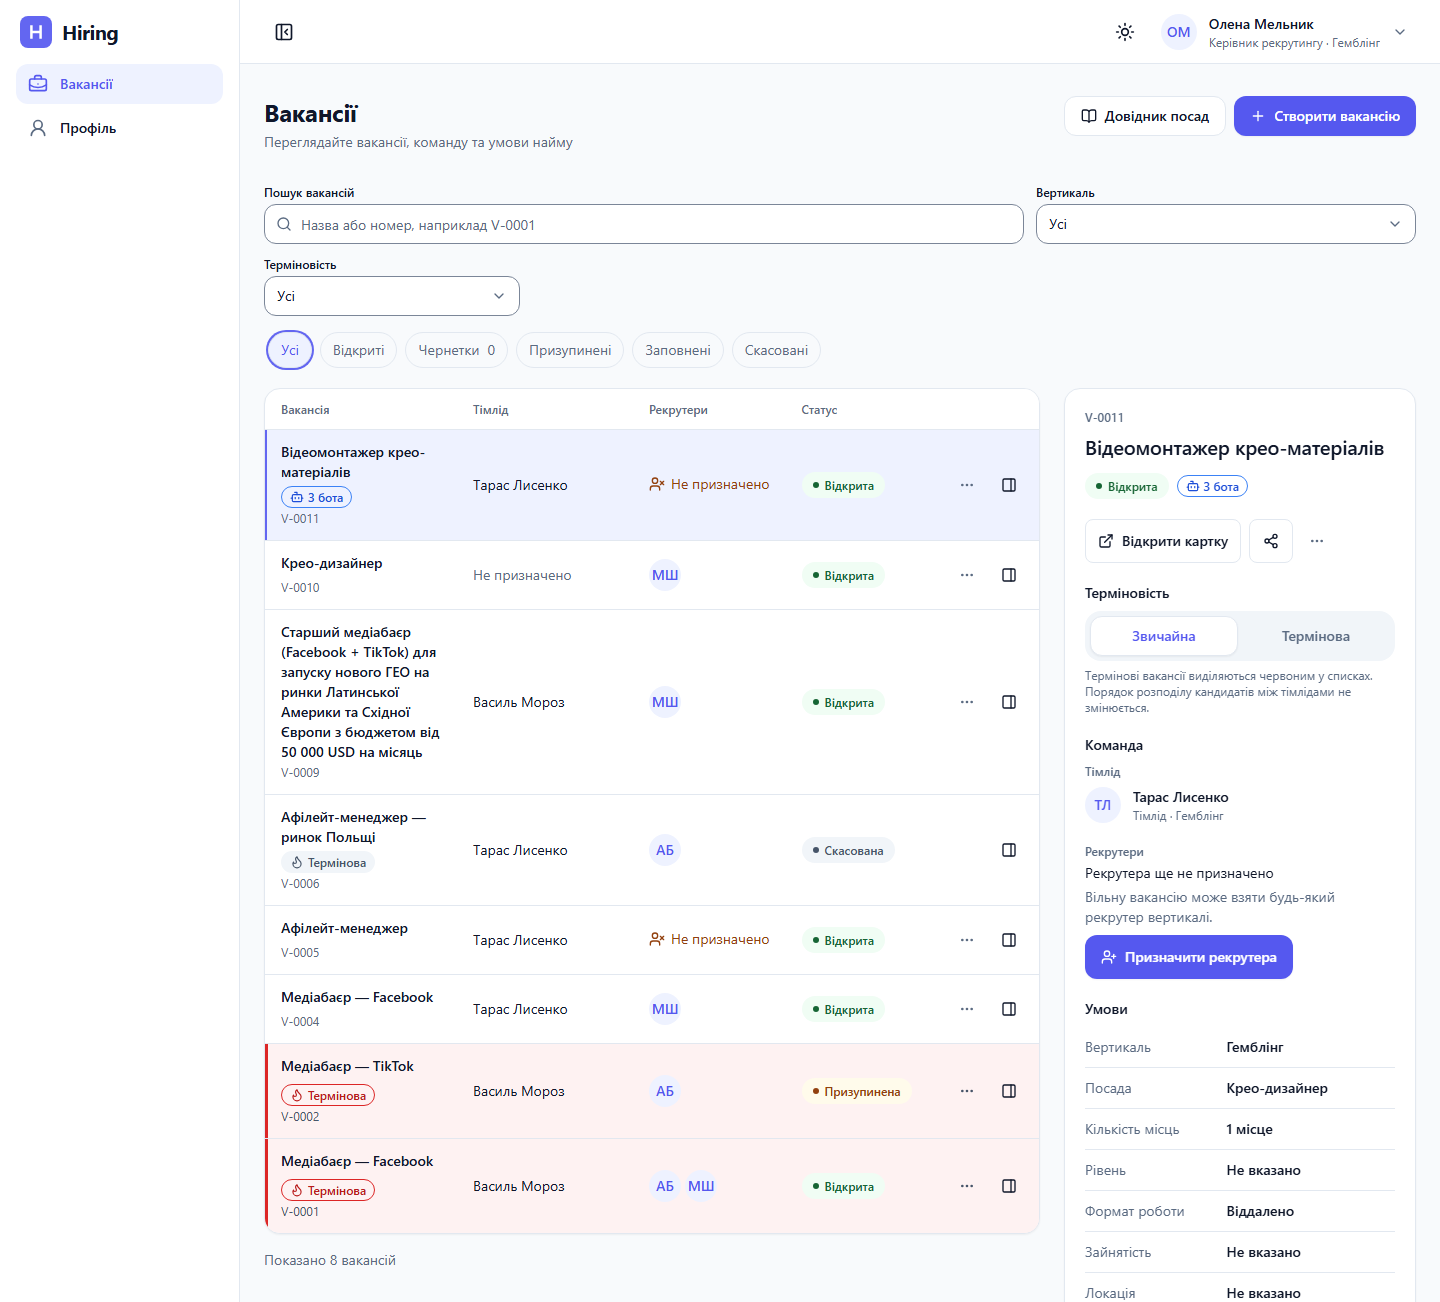 H Hiring
Вакансії
Профіль
ОМ
Олена Мельник
Керівник рекрутингу · Гемблінг
Вакансії
Переглядайте вакансії, команду та умови найму
Довідник посад
Створити вакансію
Пошук вакансій
Назва або номер, наприклад V-0001
Вертикаль
Усі
Терміновість
Усі
Усі
Відкриті
Чернетки 0
Призупинені
Заповнені
Скасовані
Вакансія Тімлід Рекрутери Статус
Відеомонтажер крео-
матеріалів
З бота
V-0011
Тарас Лисенко
Не призначено
Відкрита
Крео-дизайнер
V-0010
Не призначено
МШ
Відкрита
Старший медіабаєр
(Facebook + TikTok) для
запуску нового ГЕО на
ринки Латинської
Америки та Східної
Європи з бюджетом від
50 000 USD на місяць
V-0009
Василь Мороз
МШ
Відкрита
Афілейт-менеджер —
ринок Польщі
Термінова
V-0006
Тарас Лисенко
АБ
Скасована
Афілейт-менеджер
V-0005
Тарас Лисенко
Не призначено
Відкрита
Медіабаєр — Facebook
V-0004
Тарас Лисенко
МШ
Відкрита
Медіабаєр — TikTok
Термінова
V-0002
Василь Мороз
АБ
Призупинена
Медіабаєр — Facebook
Термінова
V-0001
Василь Мороз
АБ МШ
Відкрита
Показано 8 вакансій
V-0011
Відеомонтажер крео-матеріалів
Відкрита
З бота
Відкрити картку
Терміновість
Звичайна
Термінова
Термінові вакансії виділяються червоним у списках.
Порядок розподілу кандидатів між тімлідами не
змінюється.
Команда
Тімлід
ТЛ
Тарас Лисенко
Тімлід · Гемблінг
Рекрутери
Рекрутера ще не призначено
Вільну вакансію може взяти будь-який
рекрутер вертикалі.
Призначити рекрутера
Умови
Вертикаль Гемблінг
Посада Крео-дизайнер
Кількість місць 1 місце
Рівень Не вказано
Формат роботи Віддалено
Зайнятість Не вказано
Локація Не вказано